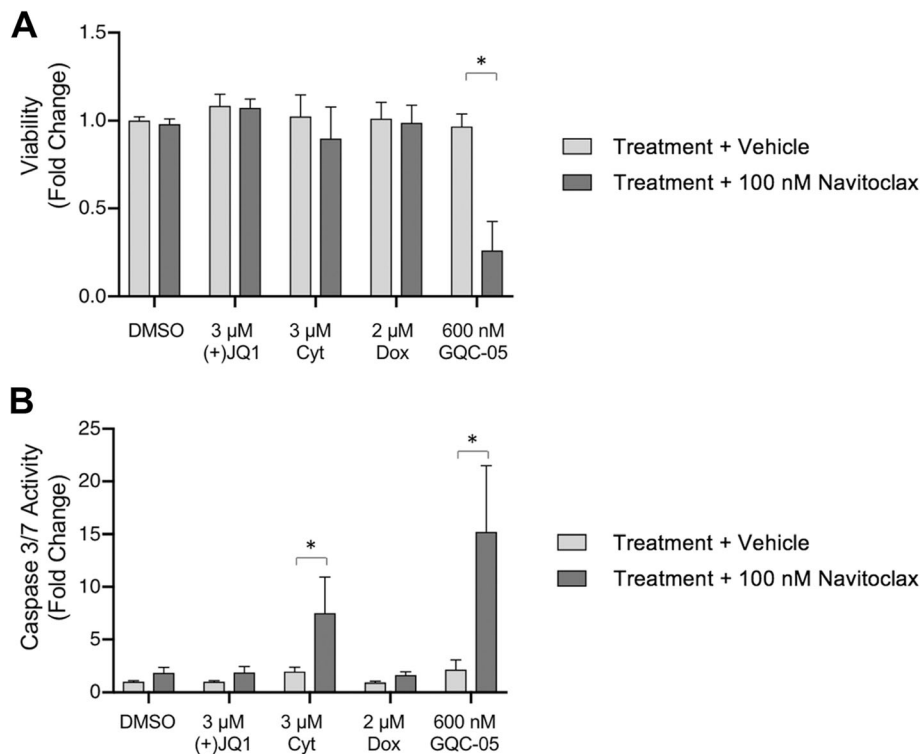 A
Viability
(Fold Change)
1.5
1.0
0.5
0.0
*
DMSO
3 µM
(+)JQ1
3 µM
Cyt
2 µM
Dox
600 nM
GQC-05
Treatment + Vehicle
Treatment + 100 nM Navitoclax
B
Caspase 3/7 Activity
(Fold Change)
25
20
15
10
5
0
*
*
DMSO
3 µM
(+)JQ1
3 µM
Cyt
2 µM
Dox
600 nM
GQC-05
Treatment + Vehicle
Treatment + 100 nM Navitoclax